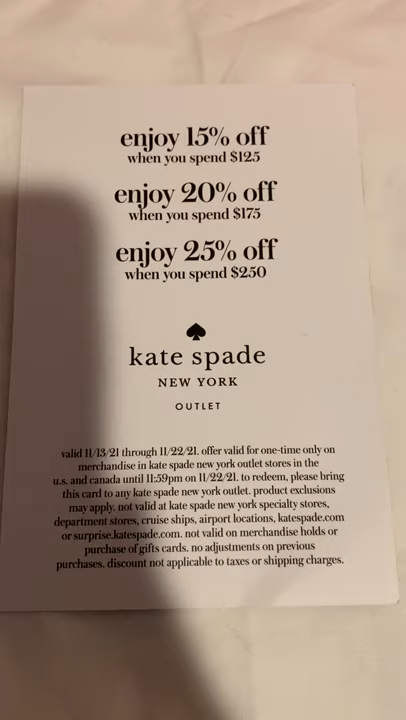 enjoy 15% off
when you spend $125
enjoy 20% off
when you spend $175
enjoy 25% off
when you spend $250
kate spade
NEW YORK
OUTLET
valid 11/13/21 through 11/22/21. offer valid for one-time only on
merchandise in kate spade new york outlet stores in the
u.s. and canada until 11:59pm on 11/22/21. to redeem, please bring
this card to any kate spade new york outlet. product exclusions
may apply. not valid at kate spade new york specialty stores,
department stores, cruise ships, airport locations, katespade.com
or surprise.katespade.com. not valid on merchandise holds or
purchase of gifts cards. no adjustments on previous
purchases. discount not applicable to taxes or shipping charges.